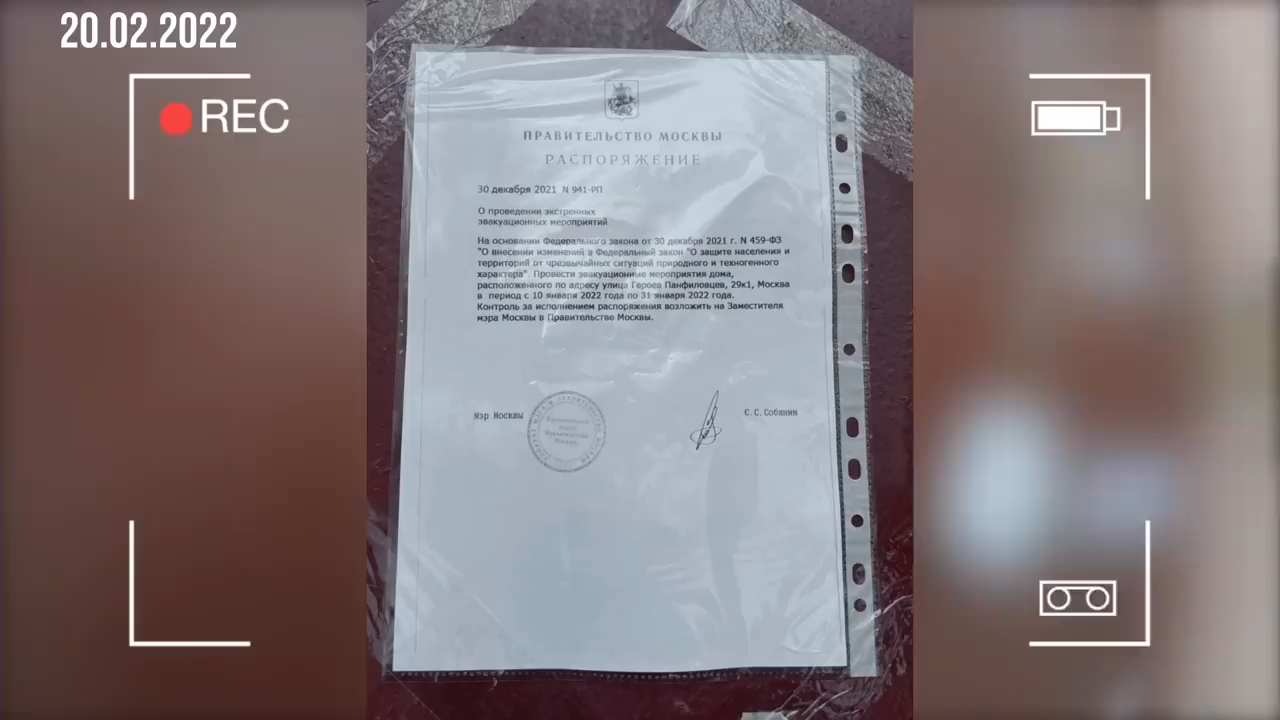 20.02.2022
REC
ПРАВИТЕЛЬСТВО МОСКВЫ
РАСПОРЯЖЕНИЕ
30 декабря 2021 N 941-РП
О проведении экстренных
эвакуационных мероприятий
На основании Федерального закона от 30 декабря 2021 г. N 459-ФЗ
"О внесении изменений в Федеральный закон "О защите населения и
территорий от чрезвычайных ситуаций природного и техногенного
характера". Провести эвакуационные мероприятия дома,
расположенного по адресу улица Героев Панфиловцев, 29к1, Москва
в период с 10 января 2022 года по 31 января 2022 года.
Контроль за исполнением распоряжения возложить на Заместителя
мэра Москвы в Правительстве Москвы.
Мэр Москвы
С.С.Собянин